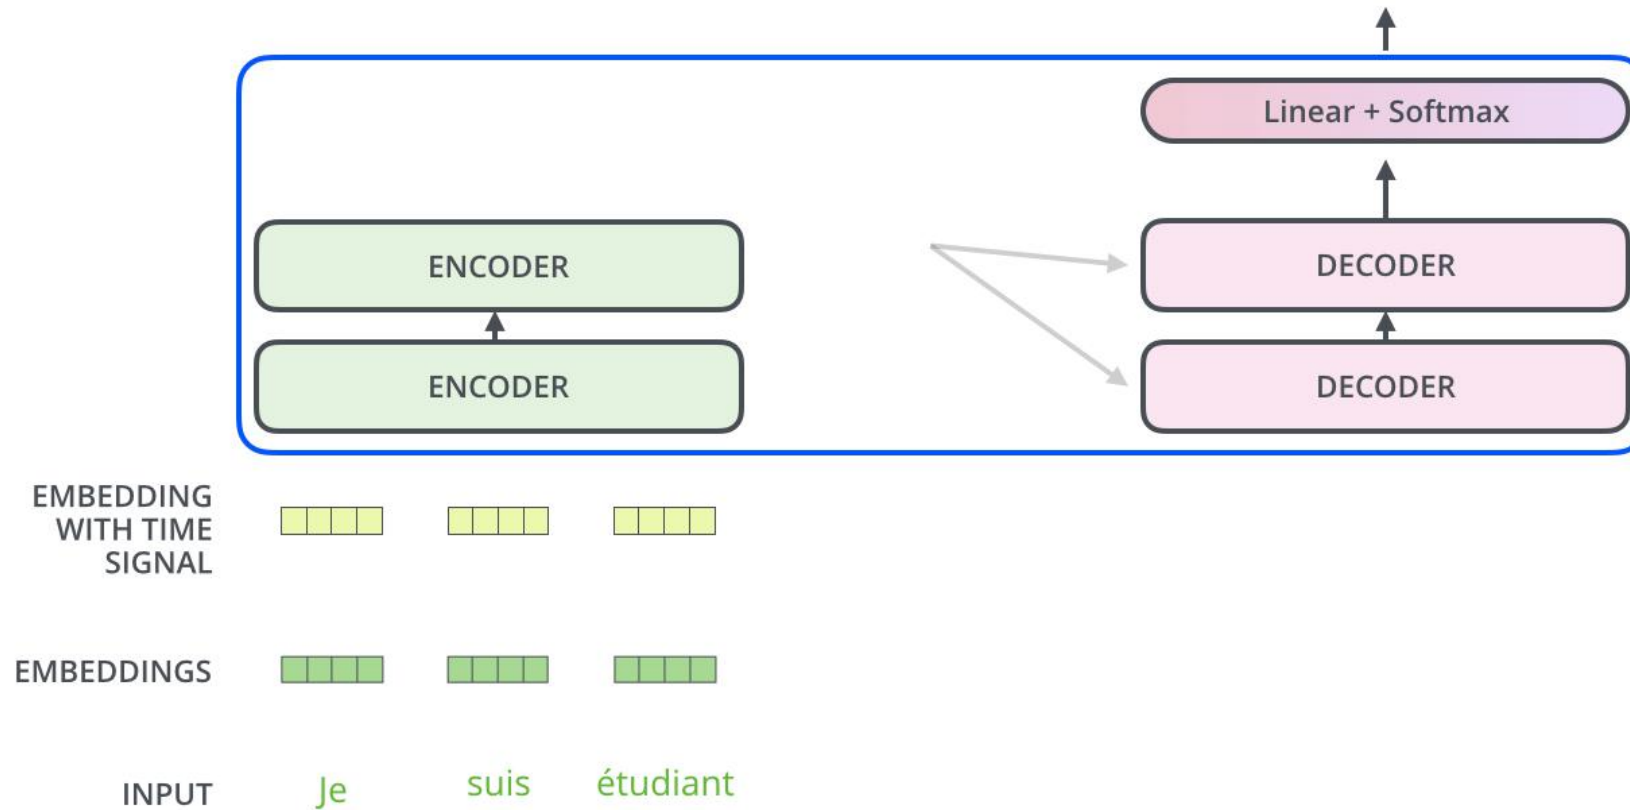 Linear + Softmax
ENCODER
DECODER
ENCODER
DECODER
EMBEDDING
WITH TIME
SIGNAL
EMBEDDINGS
INPUT Je suis étudiant